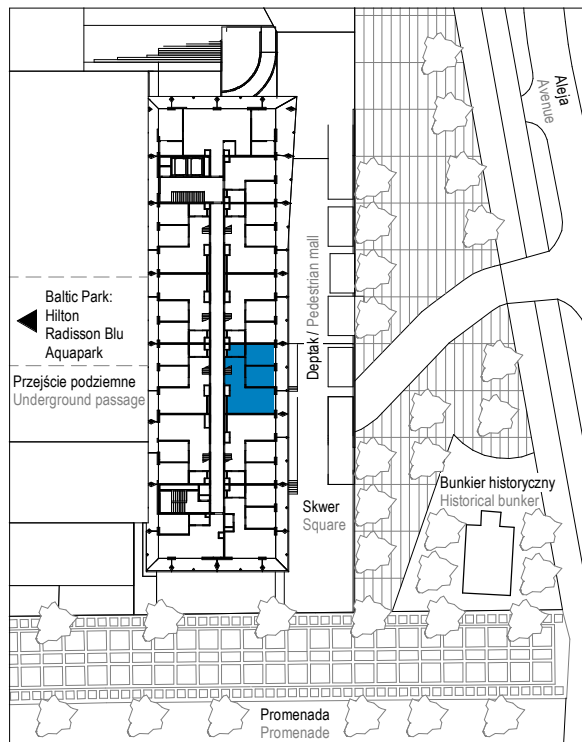 Aleja
Avenue
Deptak / Pedestrian mall
Baltic Park:
Hilton
Radisson Blu
Aquapark
Przejście podziemne
Underground passage
Bunkier historyczny
Historical bunker
Skwer
Square
Promenada
Promenade